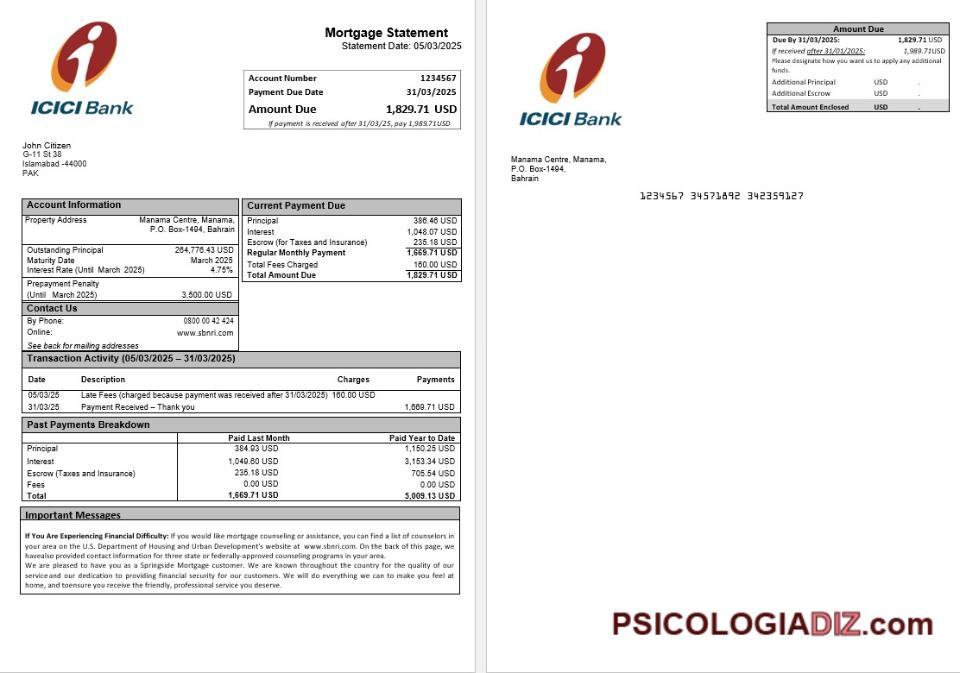 Mortgage Statement
Statement Date: 05/03/2025
ICICI Bank
Account Number 1234567
Payment Due Date 31/03/2025
Amount Due 1,829.71 USD
If payment is received after 31/03/25, pay 1,989.71USD
John Citizen
G-11 St 38
Islamabad -44000
PAK
Account Information
Property Address Manama Centre, Manama,
P.O. Box-1494, Bahrain
Outstanding Principal 264,776.43 USD
Maturity Date March 2025
Interest Rate (Until March 2025) 4.75%
Prepayment Penalty
(Until March 2025) 3,500.00 USD
Contact Us
By Phone: 0800 00 42 424
Online: www.sbnri.com
See back for mailing addresses
Current Payment Due
Principal 386.46 USD
Interest 1,048.07 USD
Escrow (for Taxes and Insurance) 235.18 USD
Regular Monthly Payment 1,669.71 USD
Total Fees Charged 160.00 USD
Total Amount Due 1,829.71 USD
Transaction Activity (05/03/2025 – 31/03/2025)
Date Description Charges Payments
05/03/25 Late Fees (charged because payment was received after 31/03/2025) 160.00 USD
31/03/25 Payment Received – Thank you 1,669.71 USD
Past Payments Breakdown
Paid Last Month Paid Year to Date
Principal 384.93 USD 1,150.25 USD
Interest 1,049.60 USD 3,153.34 USD
Escrow (Taxes and Insurance) 235.18 USD 705.54 USD
Fees 0.00 USD 0.00 USD
Total 1,669.71 USD 5,009.13 USD
Important Messages
If You Are Experiencing Financial Difficulty: If you would like mortgage counseling or assistance, you can find a list of counselors in
your area on the U.S. Department of Housing and Urban Development's website at www.sbnri.com. On the back of this page, we
havealso provided contact information for three state or federally-approved counseling programs in your area.
We are pleased to have you as a Springside Mortgage customer. We are known throughout the country for the quality of our
serviceand our dedication to providing financial security for our customers. We will do everything we can to make you feel at
home, and toensure you receive the friendly, professional service you deserve.
ICICI Bank
Amount Due
Due By 31/03/2025: 1,829.71 USD
If received after 31/01/2025: 1,989.71USD
Please designate how you want us to apply any additional
funds.
Additional Principal USD .
Additional Escrow USD .
Total Amount Enclosed USD .
Manama Centre, Manama,
P.O. Box-1494,
Bahrain
1234567 34571892 342359127
PSICOLOGIADIZ.com